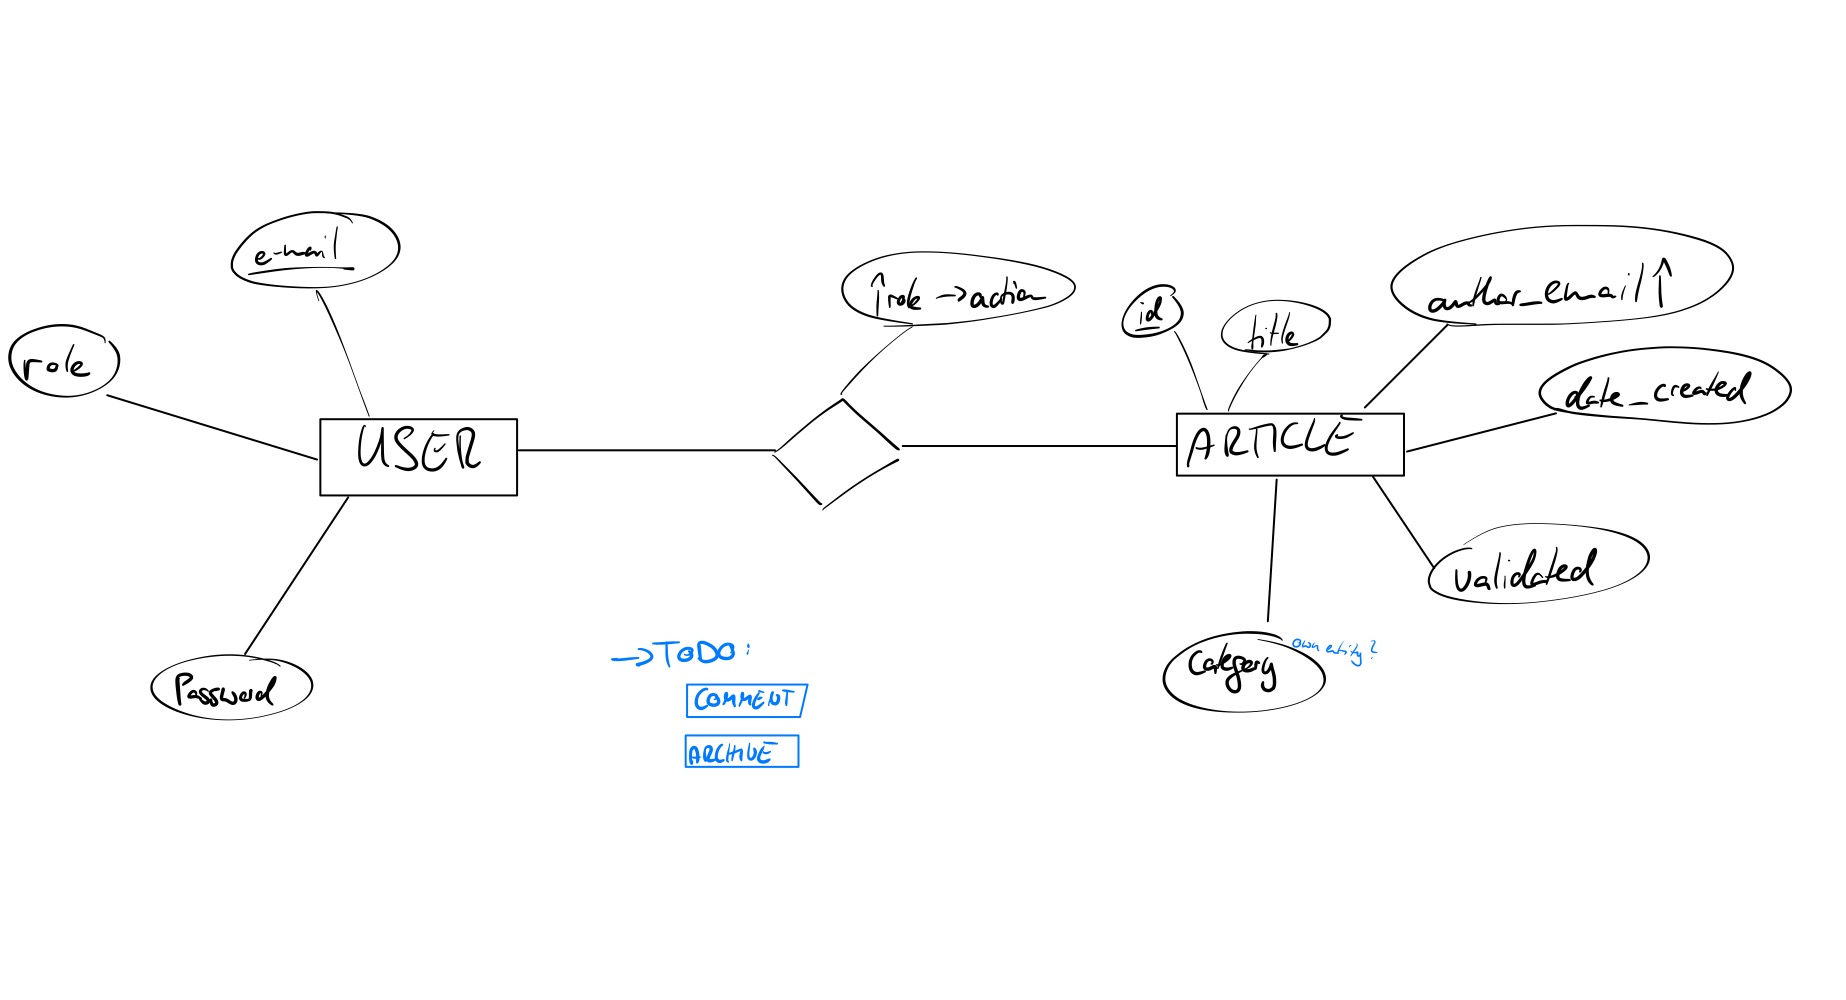 e-mail
role
USER
Password
↑role →action
id
title
author_email↑
date_created
ARTICLE
validated
Category
own entity?
→TODO:
COMMENT
ARCHIVE